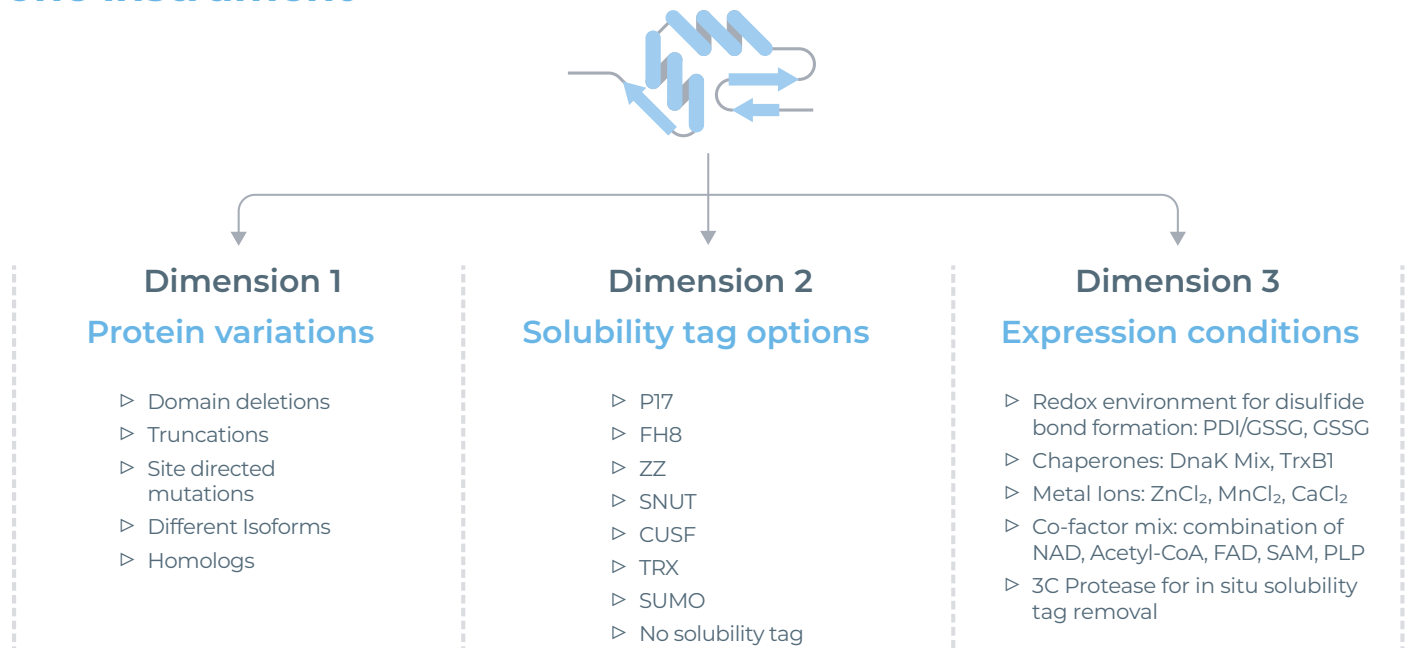 one instrument
Dimension 1
Protein variations
▷ Domain deletions
▷ Truncations
▷ Site directed
mutations
▷ Different Isoforms
▷ Homologs
Dimension 2
Solubility tag options
▷ P17
▷ FH8
▷ ZZ
▷ SNUT
▷ CUSF
▷ TRX
▷ SUMO
▷ No solubility tag
Dimension 3
Expression conditions
▷ Redox environment for disulfide
bond formation: PDI/GSSG, GSSG
▷ Chaperones: DnaK Mix, TrxB1
▷ Metal Ions: ZnCl₂, MnCl₂, CaCl₂
▷ Co-factor mix: combination of
NAD, Acetyl-CoA, FAD, SAM, PLP
▷ 3C Protease for in situ solubility
tag removal